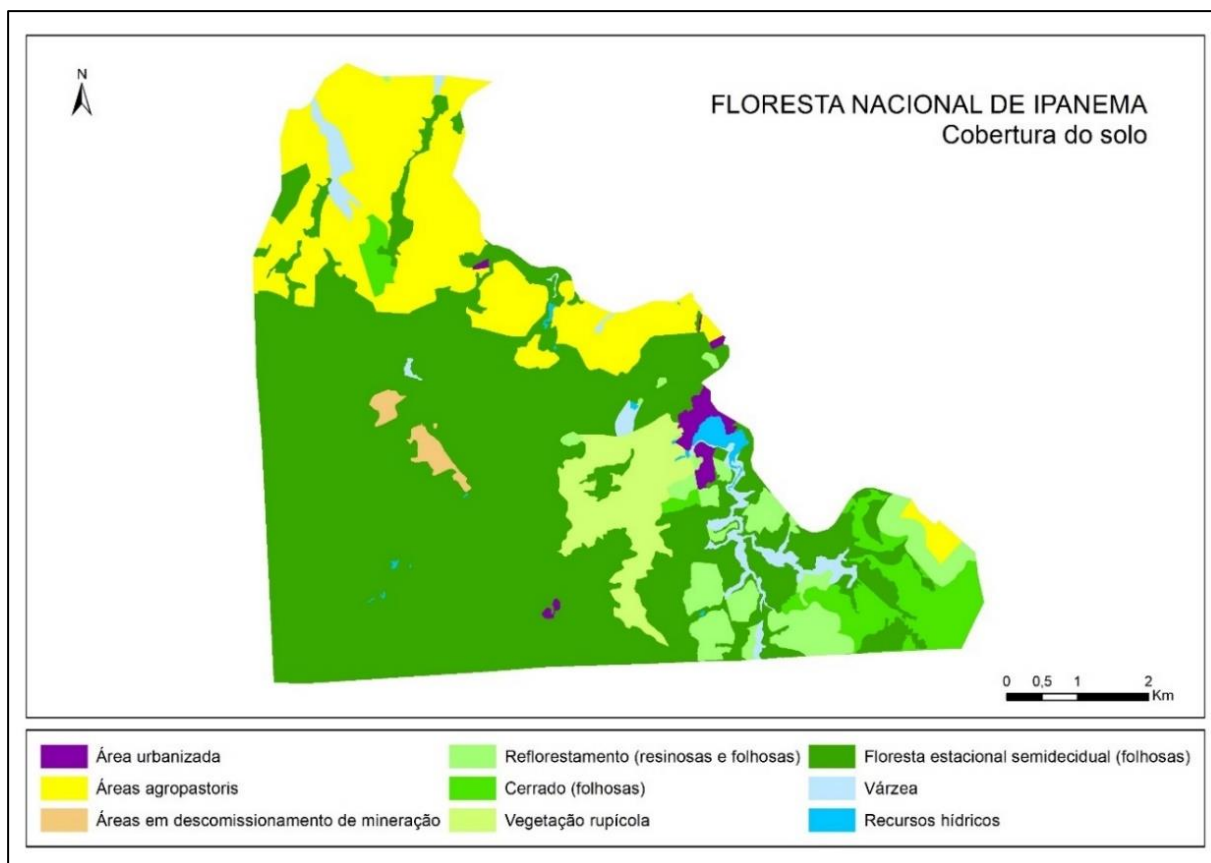 N
FLORESTA NACIONAL DE IPANEMA
Cobertura do solo
0 0,5 1 2
Km
Área urbanizada
Áreas agropastoris
Áreas em descomissionamento de mineração
Reflorestamento (resinosas e folhosas)
Cerrado (folhosas)
Vegetação rupícola
Floresta estacional semidecidual (folhosas)
Várzea
Recursos hídricos